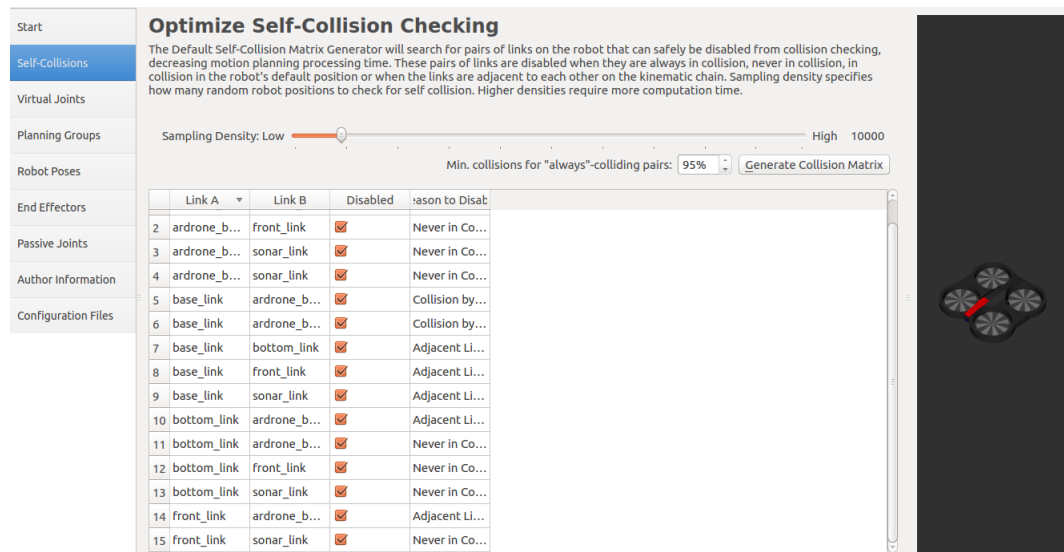 Start
Self-Collisions
Virtual Joints
Planning Groups
Robot Poses
End Effectors
Passive Joints
Author Information
Configuration Files
Optimize Self-Collision Checking
The Default Self-Collision Matrix Generator will search for pairs of links on the robot that can safely be disabled from collision checking,
decreasing motion planning processing time. These pairs of links are disabled when they are always in collision, never in collision, in
collision in the robot's default position or when the links are adjacent to each other on the kinematic chain. Sampling density specifies
how many random robot positions to check for self collision. Higher densities require more computation time.
Sampling Density: Low High 10000
Min. collisions for "always"-colliding pairs: 95% Generate Collision Matrix
Link A Link B Disabled eason to Disab
2 ardrone_b... front_link Never in Co...
3 ardrone_b... sonar_link Never in Co...
4 ardrone_b... sonar_link Never in Co...
5 base_link ardrone_b... Collision by...
6 base_link ardrone_b... Collision by...
7 base_link bottom_link Adjacent Li...
8 base_link front_link Adjacent Li...
9 base_link sonar_link Adjacent Li...
10 bottom_link ardrone_b... Adjacent Li...
11 bottom_link ardrone_b... Never in Co...
12 bottom_link front_link Never in Co...
13 bottom_link sonar_link Never in Co...
14 front_link ardrone_b... Adjacent Li...
15 front_link sonar_link Never in Co...